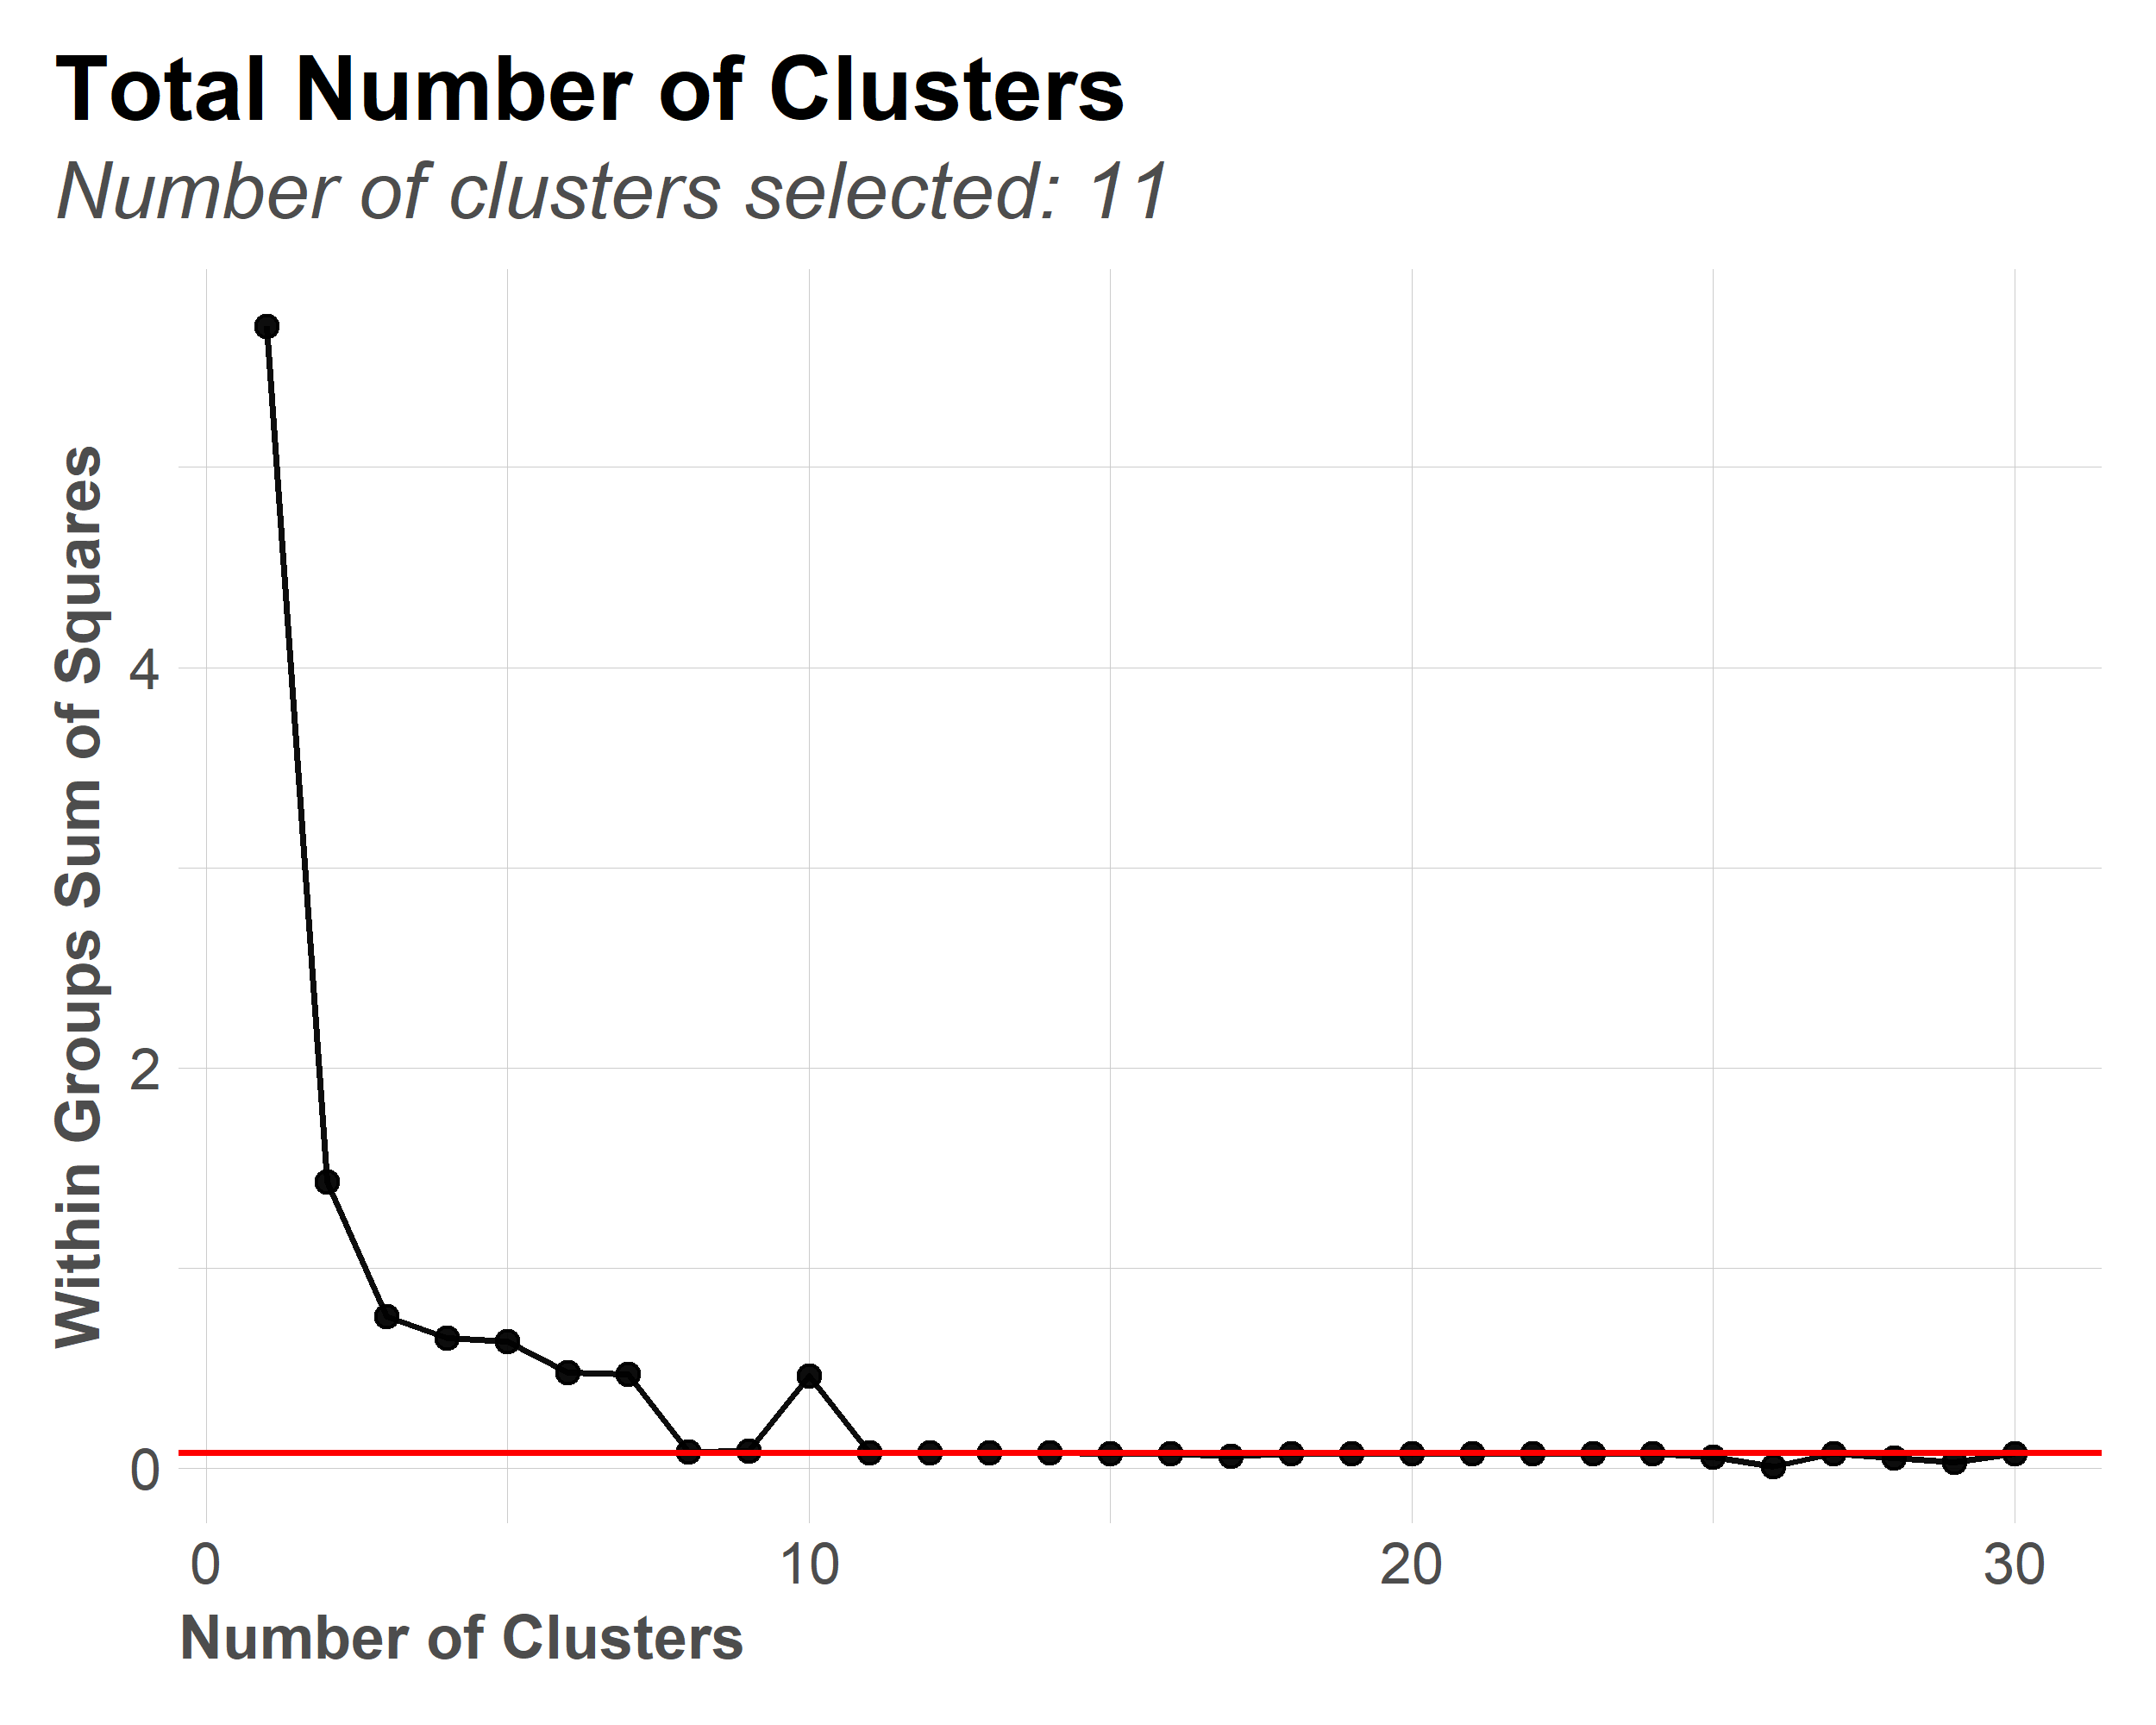 Total Number of Clusters
Number of clusters selected: 11
Within Groups Sum of Squares
4
2
0
0 10 20 30
Number of Clusters